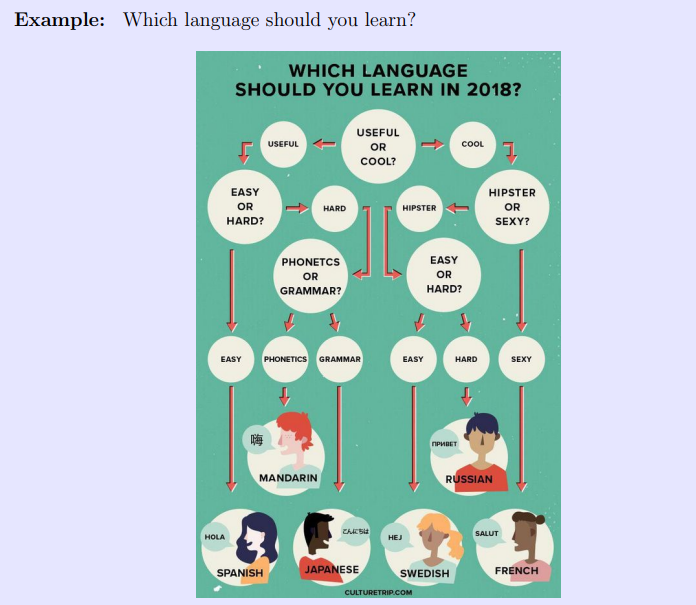 Example: Which language should you learn?
WHICH LANGUAGE
SHOULD YOU LEARN IN 2018?
USEFUL
OR
COOL?
USEFUL
COOL
EASY
OR
HARD?
HARD
HIPSTER
HIPSTER
OR
SEXY?
PHONETCS
OR
GRAMMAR?
EASY
OR
HARD?
EASY
PHONETICS
GRAMMAR
EASY
HARD
SEXY
嗨
MANDARIN
ПРИВЕТ
RUSSIAN
HOLA
SPANISH
こんにちは
JAPANESE
HEJ
SWEDISH
SALUT
FRENCH
CULTURETRIP.COM